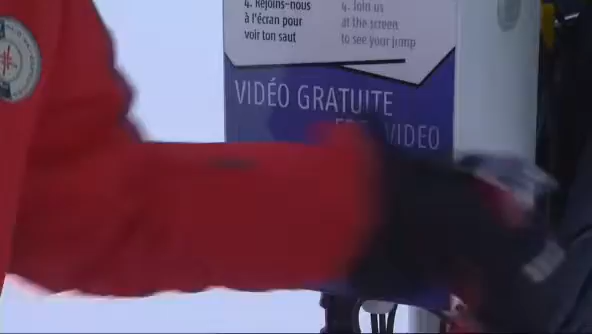 4. Rejoins-nous
à l'écran pour
voir ton saut
4. Join us
at the screen
to see your jump
VIDÉO GRATUITE
FREE VIDEO